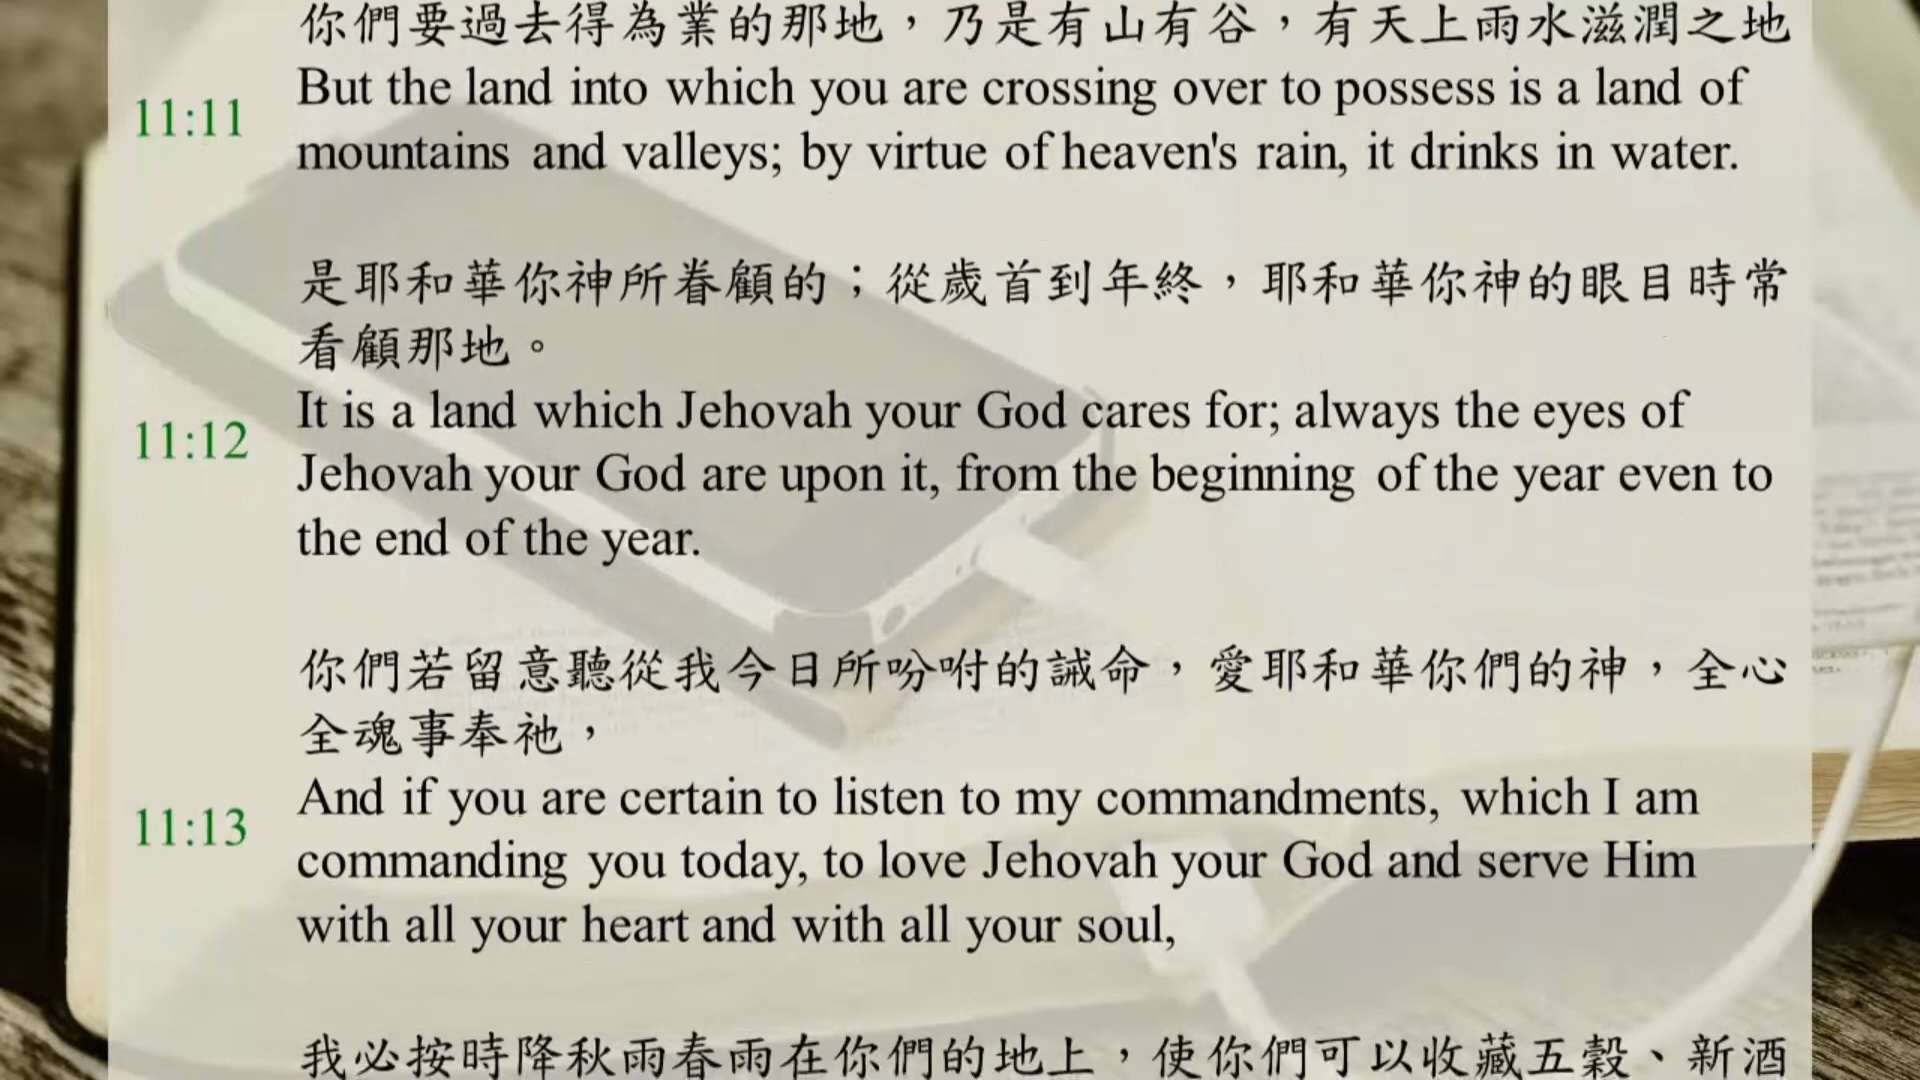 你們要過去得為業的那地，乃是有山有谷，有天上雨水滋潤之地
11:11
But the land into which you are crossing over to possess is a land of
mountains and valleys; by virtue of heaven's rain, it drinks in water.
是耶和華你神所眷顧的；從歲首到年終，耶和華你神的眼目時常
看顧那地。
11:12
It is a land which Jehovah your God cares for; always the eyes of
Jehovah your God are upon it, from the beginning of the year even to
the end of the year.
你們若留意聽從我今日所吩咐的誡命，愛耶和華你們的神，全心
全魂事奉祂，
11:13
And if you are certain to listen to my commandments, which I am
commanding you today, to love Jehovah your God and serve Him
with all your heart and with all your soul,
我必按時降秋雨春雨在你們的地上，使你們可以收藏五穀、新酒